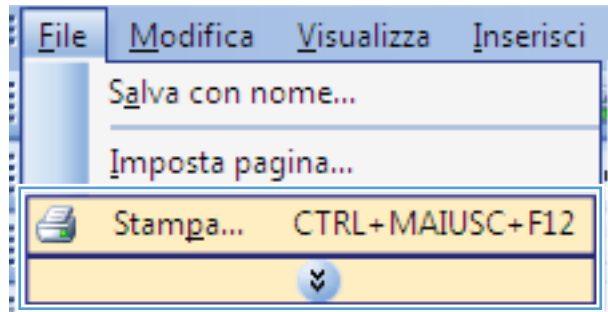 File Modifica Visualizza Inserisci
Salva con nome...
Imposta pagina...
Stampa... CTRL+MAIUSC+F12